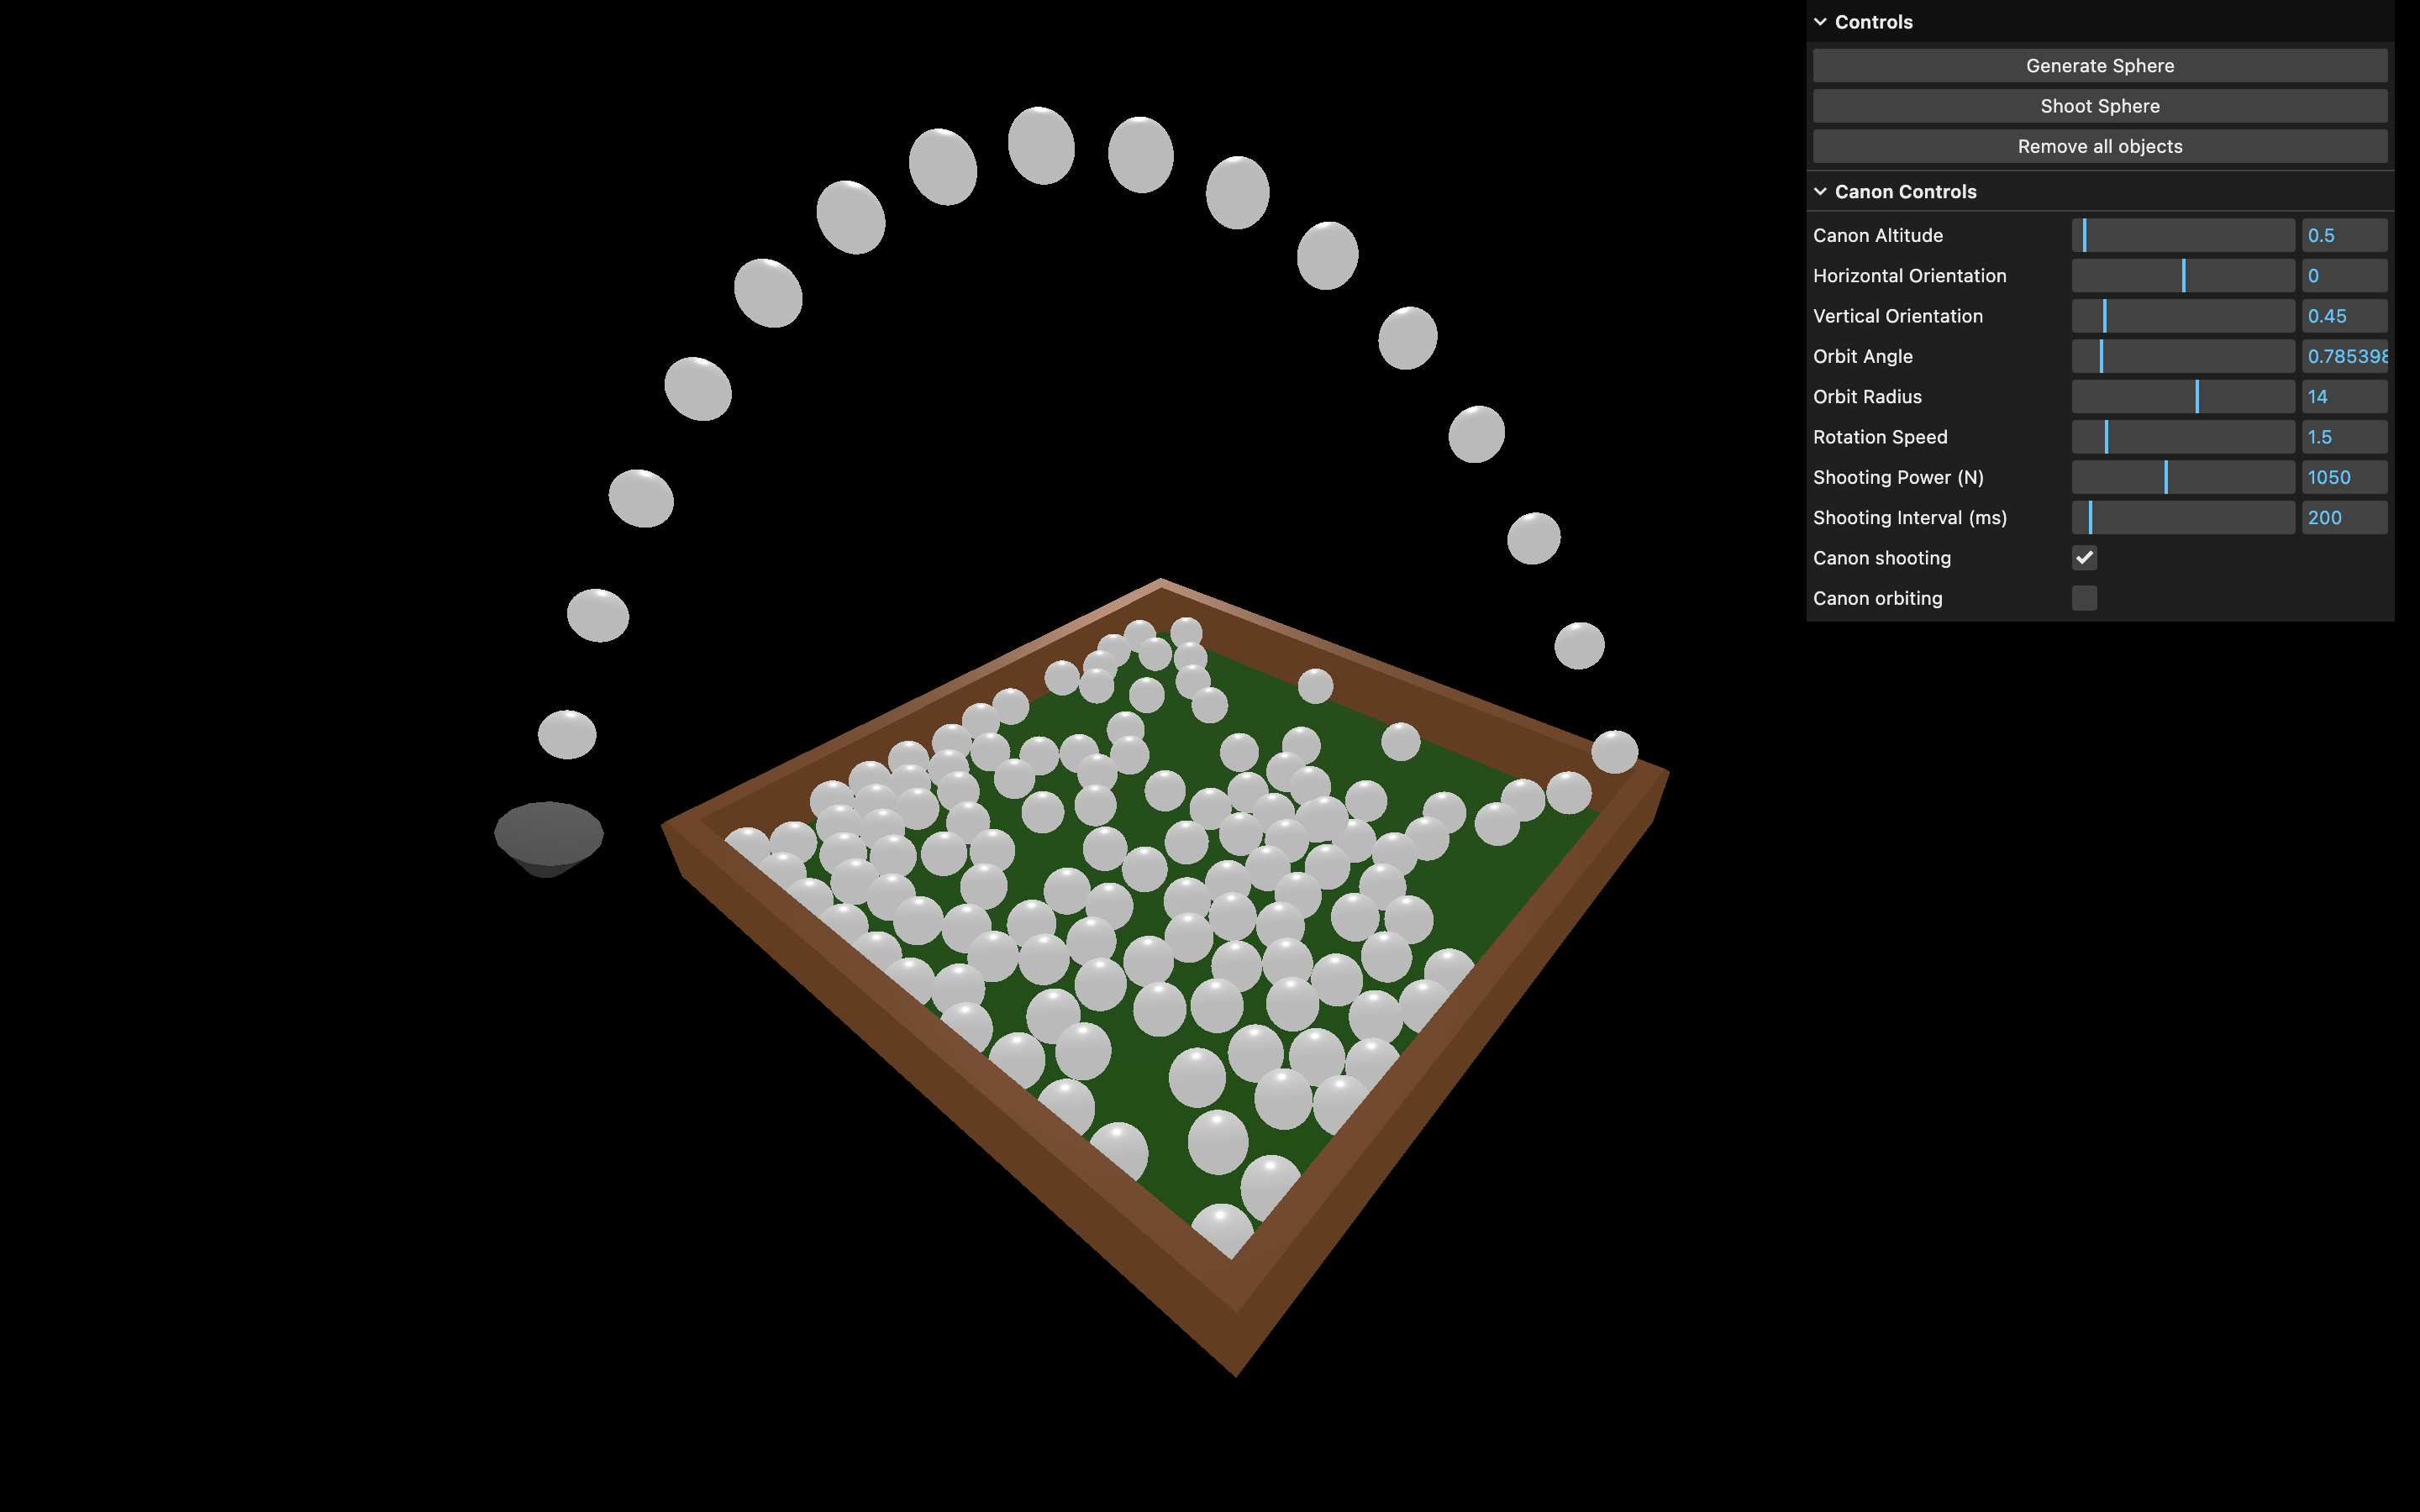 Controls
Generate Sphere
Shoot Sphere
Remove all objects
Canon Controls
Canon Altitude 0.5
Horizontal Orientation 0
Vertical Orientation 0.45
Orbit Angle 0.785398
Orbit Radius 14
Rotation Speed 1.5
Shooting Power (N) 1050
Shooting Interval (ms) 200
Canon shooting
Canon orbiting